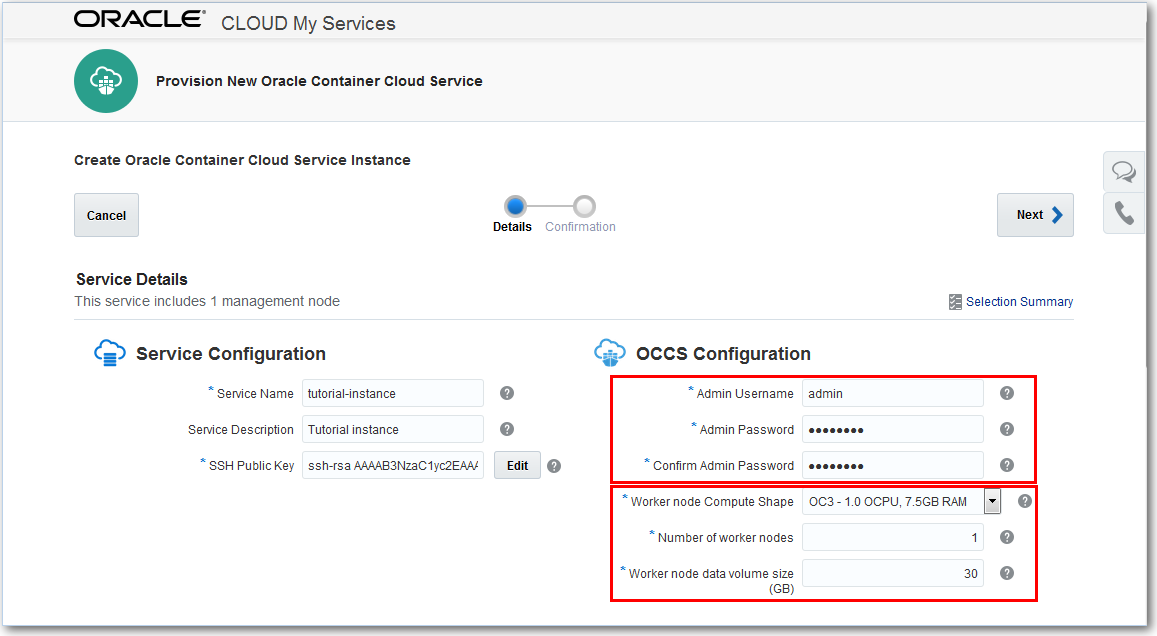 ORACLE CLOUD My Services
Provision New Oracle Container Cloud Service
Create Oracle Container Cloud Service Instance
Cancel
Details
Confirmation
Next
Service Details
This service includes 1 management node
Selection Summary
Service Configuration
* Service Name tutorial-instance ?
Service Description Tutorial instance ?
* SSH Public Key ssh-rsa AAAAB3NzaC1yc2EAAA Edit ?
OCCS Configuration
* Admin Username admin ?
* Admin Password •••••••• ?
* Confirm Admin Password •••••••• ?
* Worker node Compute Shape OC3 - 1.0 OCPU, 7.5GB RAM ?
* Number of worker nodes 1 ?
* Worker node data volume size 30 ?
(GB)